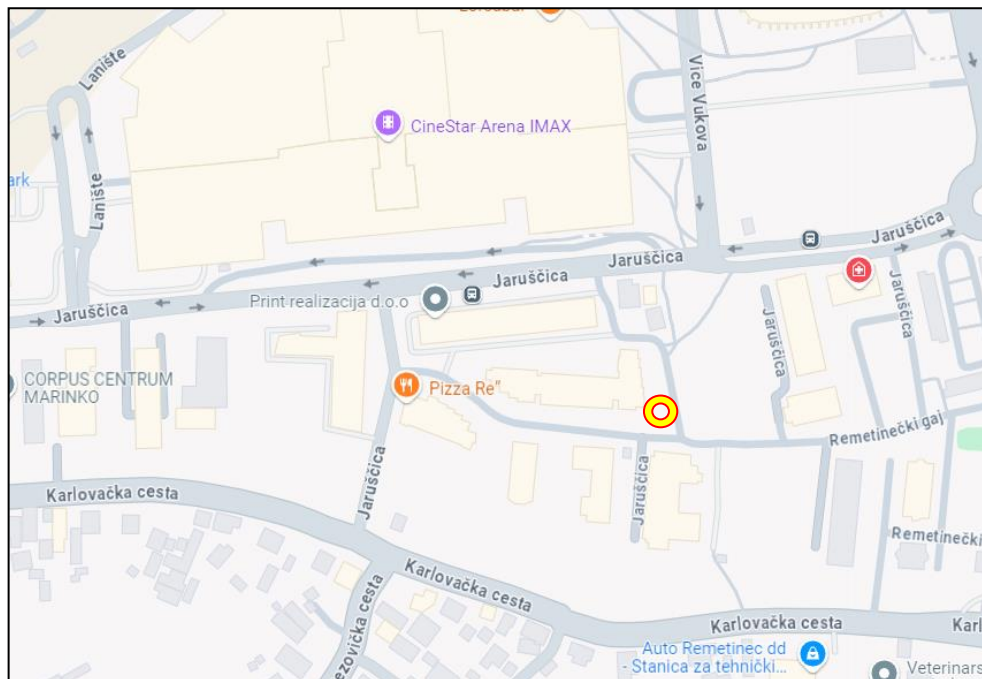 Lanište
Vice Vukova
CineStar Arena IMAX
ark
Lanište
Jaruščica
Jaruščica
Jaruščica
Print realizacija d.o.o
Jaruščica
Jaruščica
Jaruščica
CORPUS CENTRUM
MARINKO
Pizza Re"
Remetinečki gaj
Jaruščica
Jaruščica
Karlovačka cesta
Remetinečki
Karlovačka cesta
ezovička cesta
Karlovačka cesta
Karl
Auto Remetinec dd
- Stanica za tehnički...
Veterinars